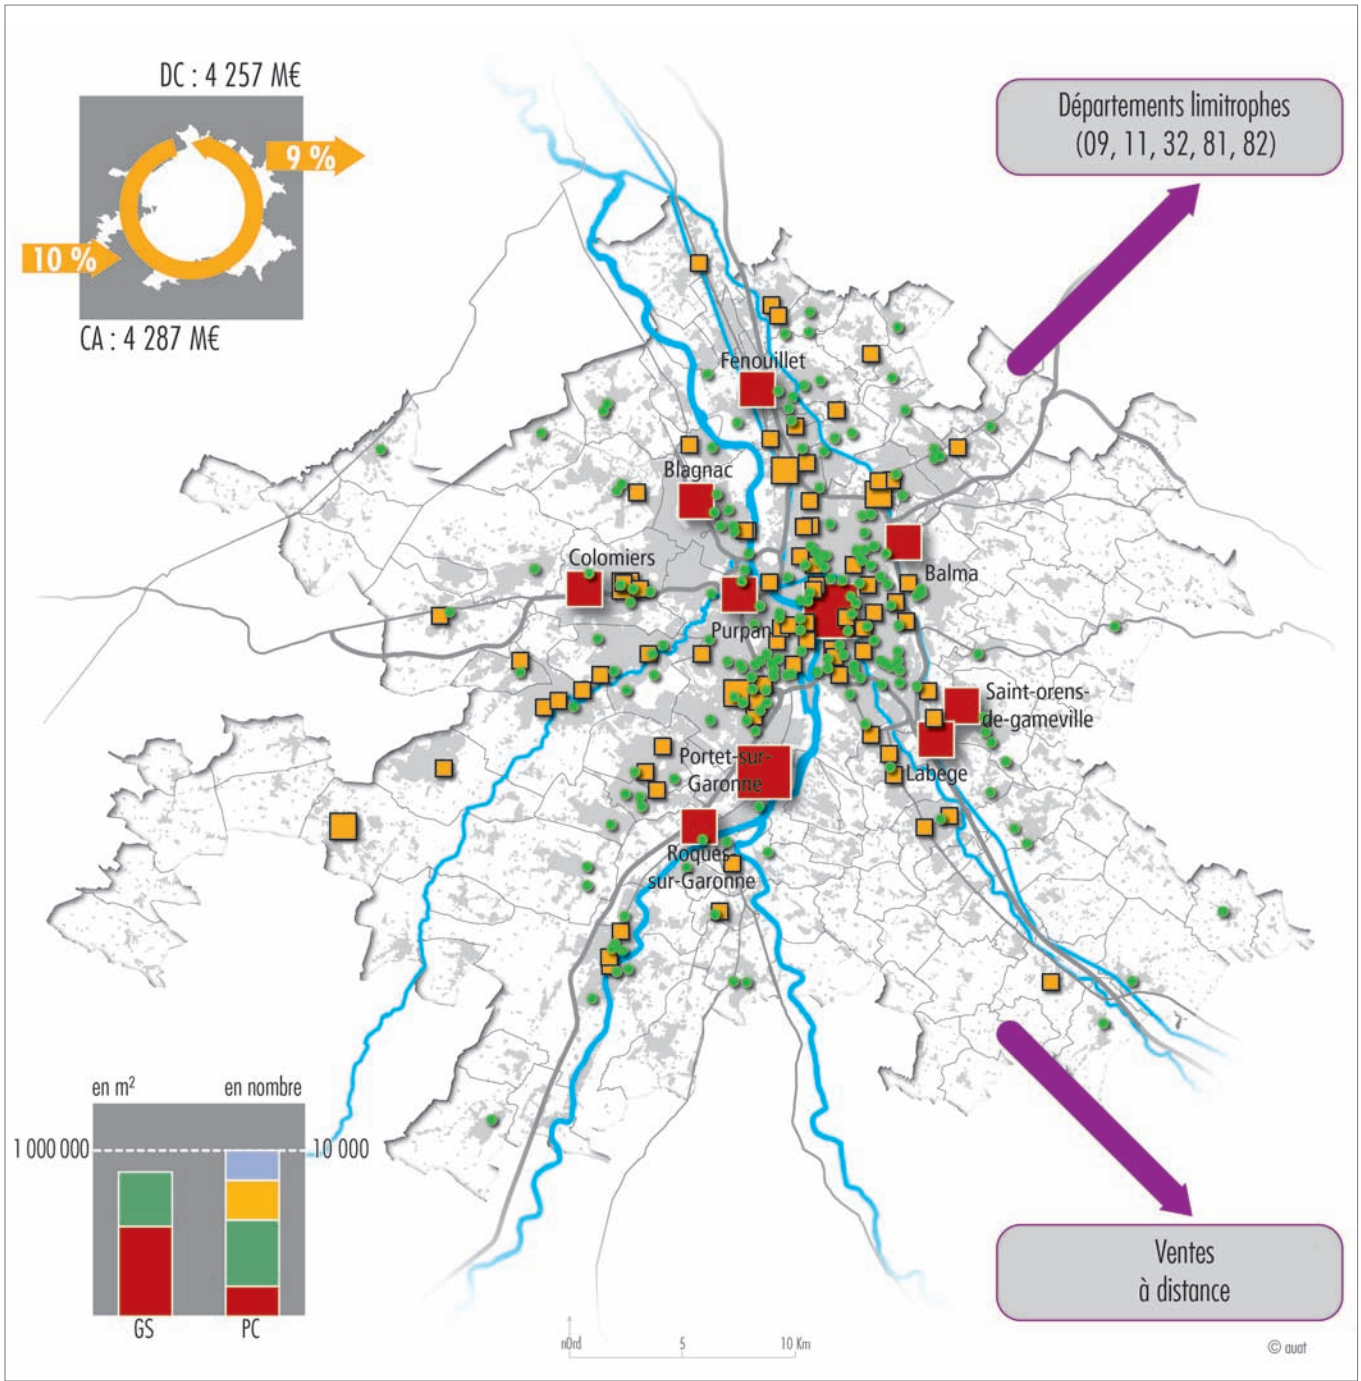 DC : 4 257 M€
9 %
10 %
CA : 4 287 M€
Départements limitrophes
(09, 11, 32, 81, 82)
Fenouillet
Blagnac
Colomiers
Balma
Purpan
Saint-orens-
de-gameville
Portet-sur-
Garonne
Labege
Roques-
sur-Garonne
en m²
en nombre
1 000 000
10 000
GS
PC
Ventes
à distance
nOrd
5
10 Km
© auat